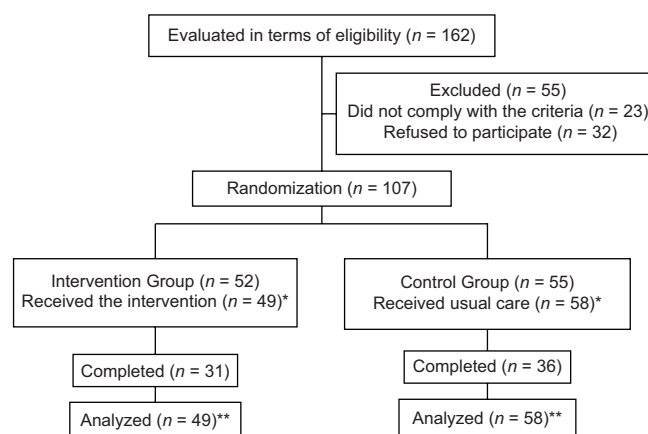 Evaluated in terms of eligibility (n = 162)
Excluded (n = 55)
Did not comply with the criteria (n = 23)
Refused to participate (n = 32)
Randomization (n = 107)
Intervention Group (n = 52)
Received the intervention (n = 49)*
Control Group (n = 55)
Received usual care (n = 58)*
Completed (n = 31)
Completed (n = 36)
Analyzed (n = 49)**
Analyzed (n = 58)**